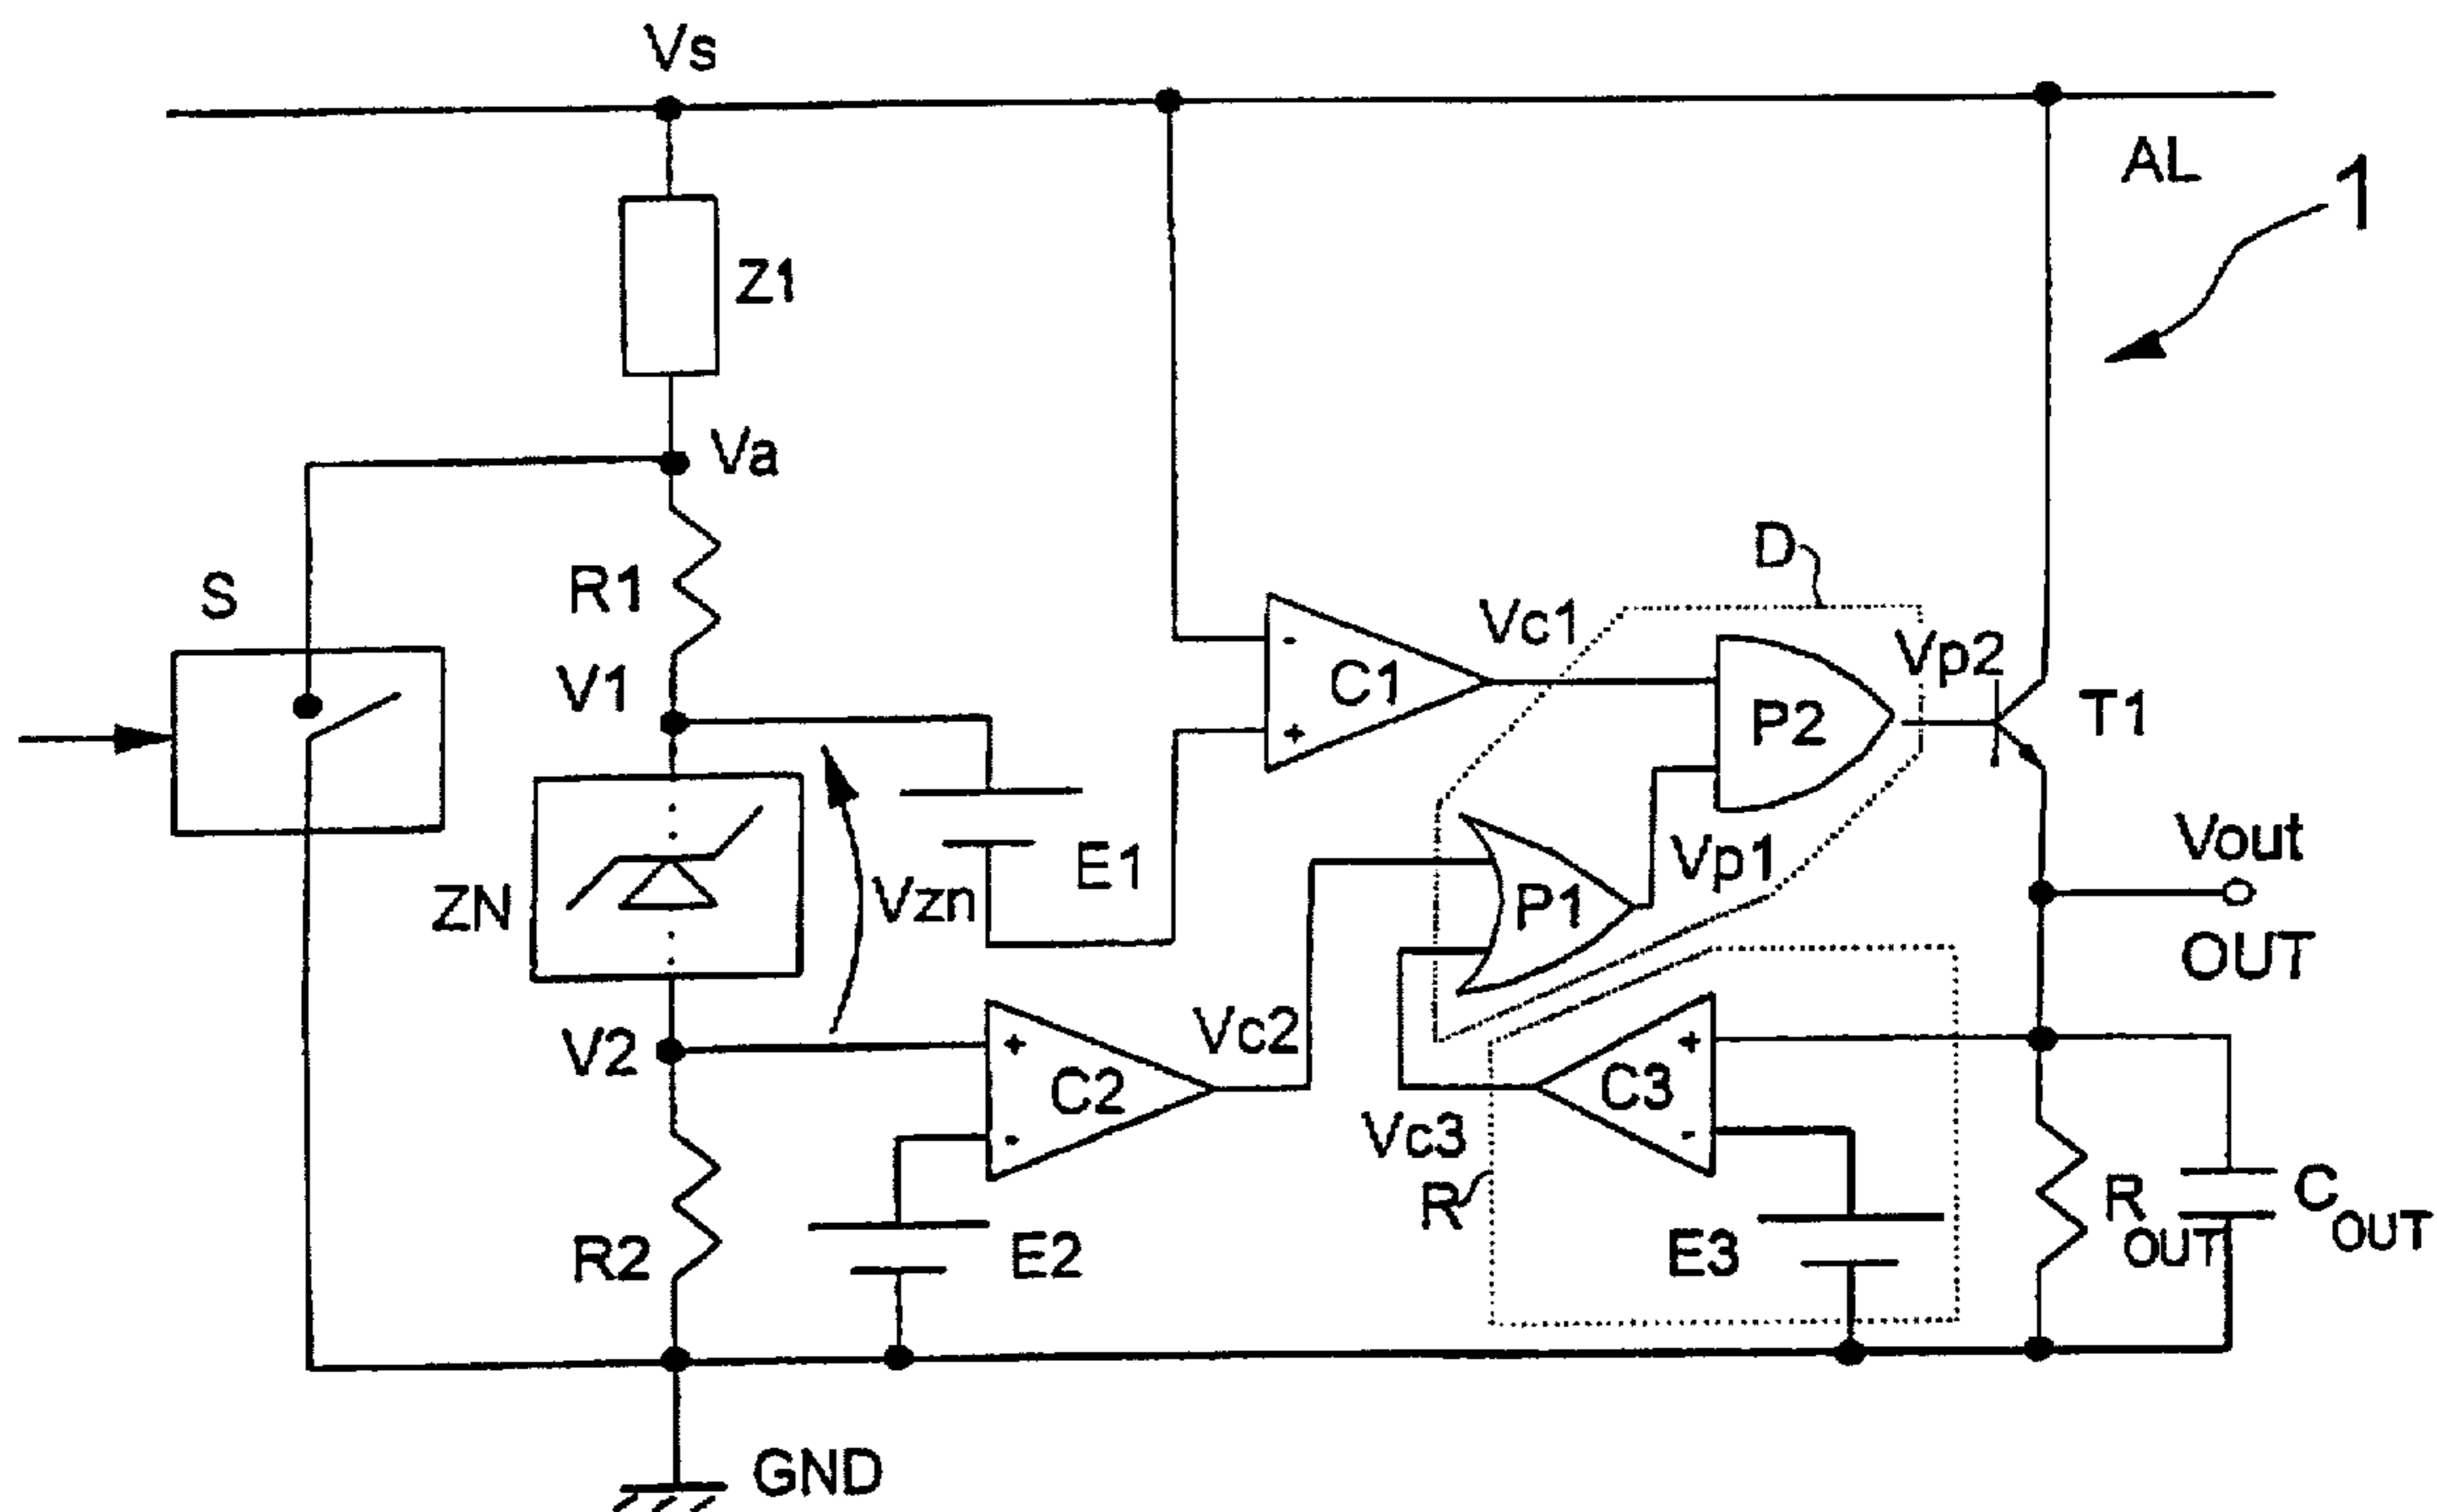 Vs
AL
1
Z1
Va
D
S
R1
Vc1
Vp2
V1
- C1
+
P2
T1
E1
Vp1
Vout
ZN
Vzn
P1
OUT
V2
+ C2
-
Vc2
C3 +
-
Vc3
R
R2
E2
E3
R OUT
C OUT
GND